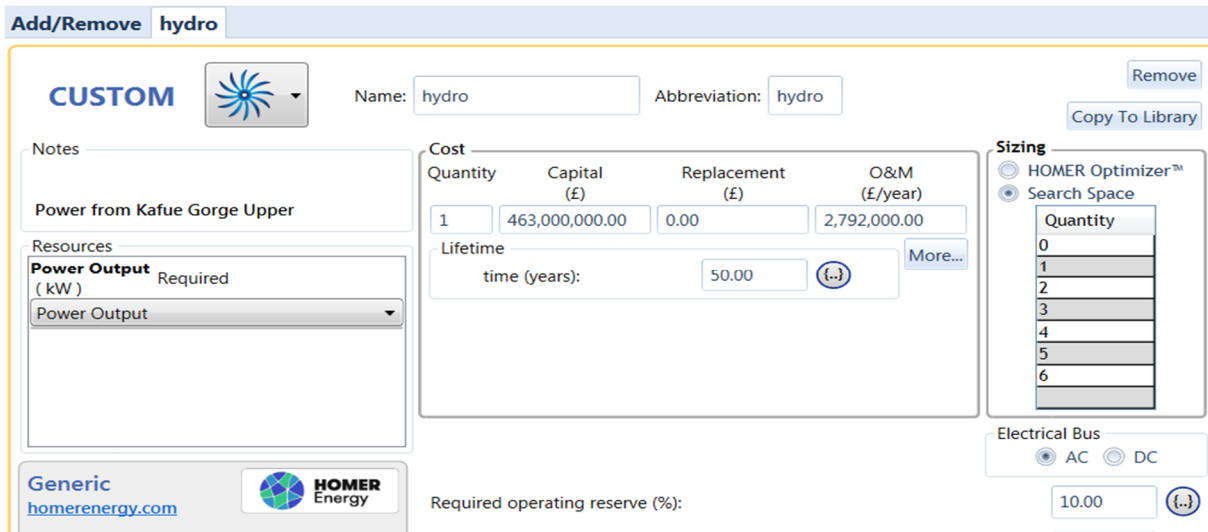 Add/Remove hydro
CUSTOM
Name: hydro
Abbreviation: hydro
Remove
Copy To Library
Notes
Power from Kafue Gorge Upper
Resources
Power Output Required
( kW )
Power Output
Generic
homerenergy.com
HOMER
Energy
Cost
Quantity Capital Replacement O&M
(£) (£) (£/year)
1 463,000,000.00 0.00 2,792,000.00
Lifetime
time (years): 50.00 {..}
More...
Required operating reserve (%): 10.00 {..}
Sizing
HOMER Optimizer™
Search Space
Quantity
0
1
2
3
4
5
6
Electrical Bus
AC DC